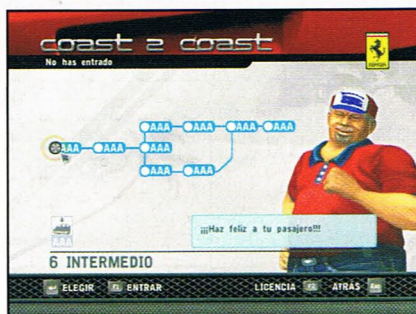 coast 2 coast
No has entrado
AAA AAA AAA AAA AAA
AAA AAA AAA
AAA AAA
¡¡¡Haz feliz a tu pasajero!!!
6 INTERMEDIO
ELEGIR ENTRAR LICENCIA ATRÁS